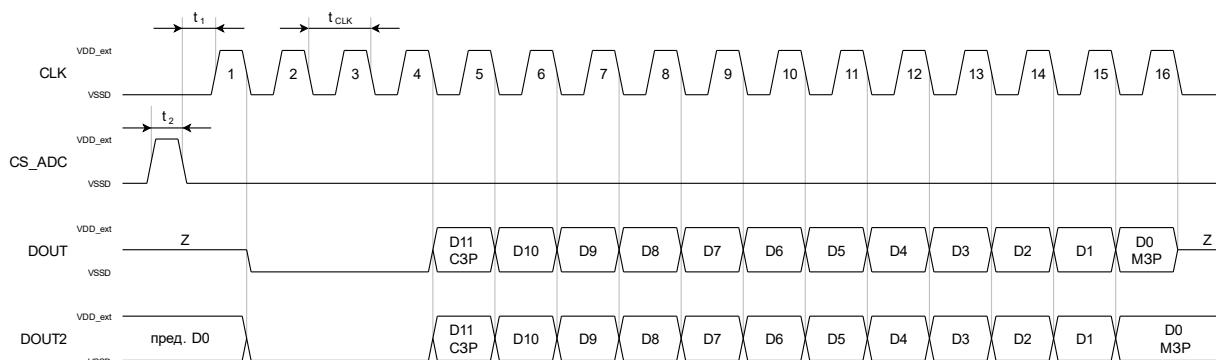 t1 tCLK
VDD_ext
CLK 1 2 3 4 5 6 7 8 9 10 11 12 13 14 15 16
VSSD
t2
VDD_ext
CS_ADC
VSSD
VDD_ext
DOUT Z D11 СЗР D10 D9 D8 D7 D6 D5 D4 D3 D2 D1 D0 МЗР Z
VSSD
VDD_ext
DOUT2 пред. D0 D11 СЗР D10 D9 D8 D7 D6 D5 D4 D3 D2 D1 D0 МЗР
VSSD